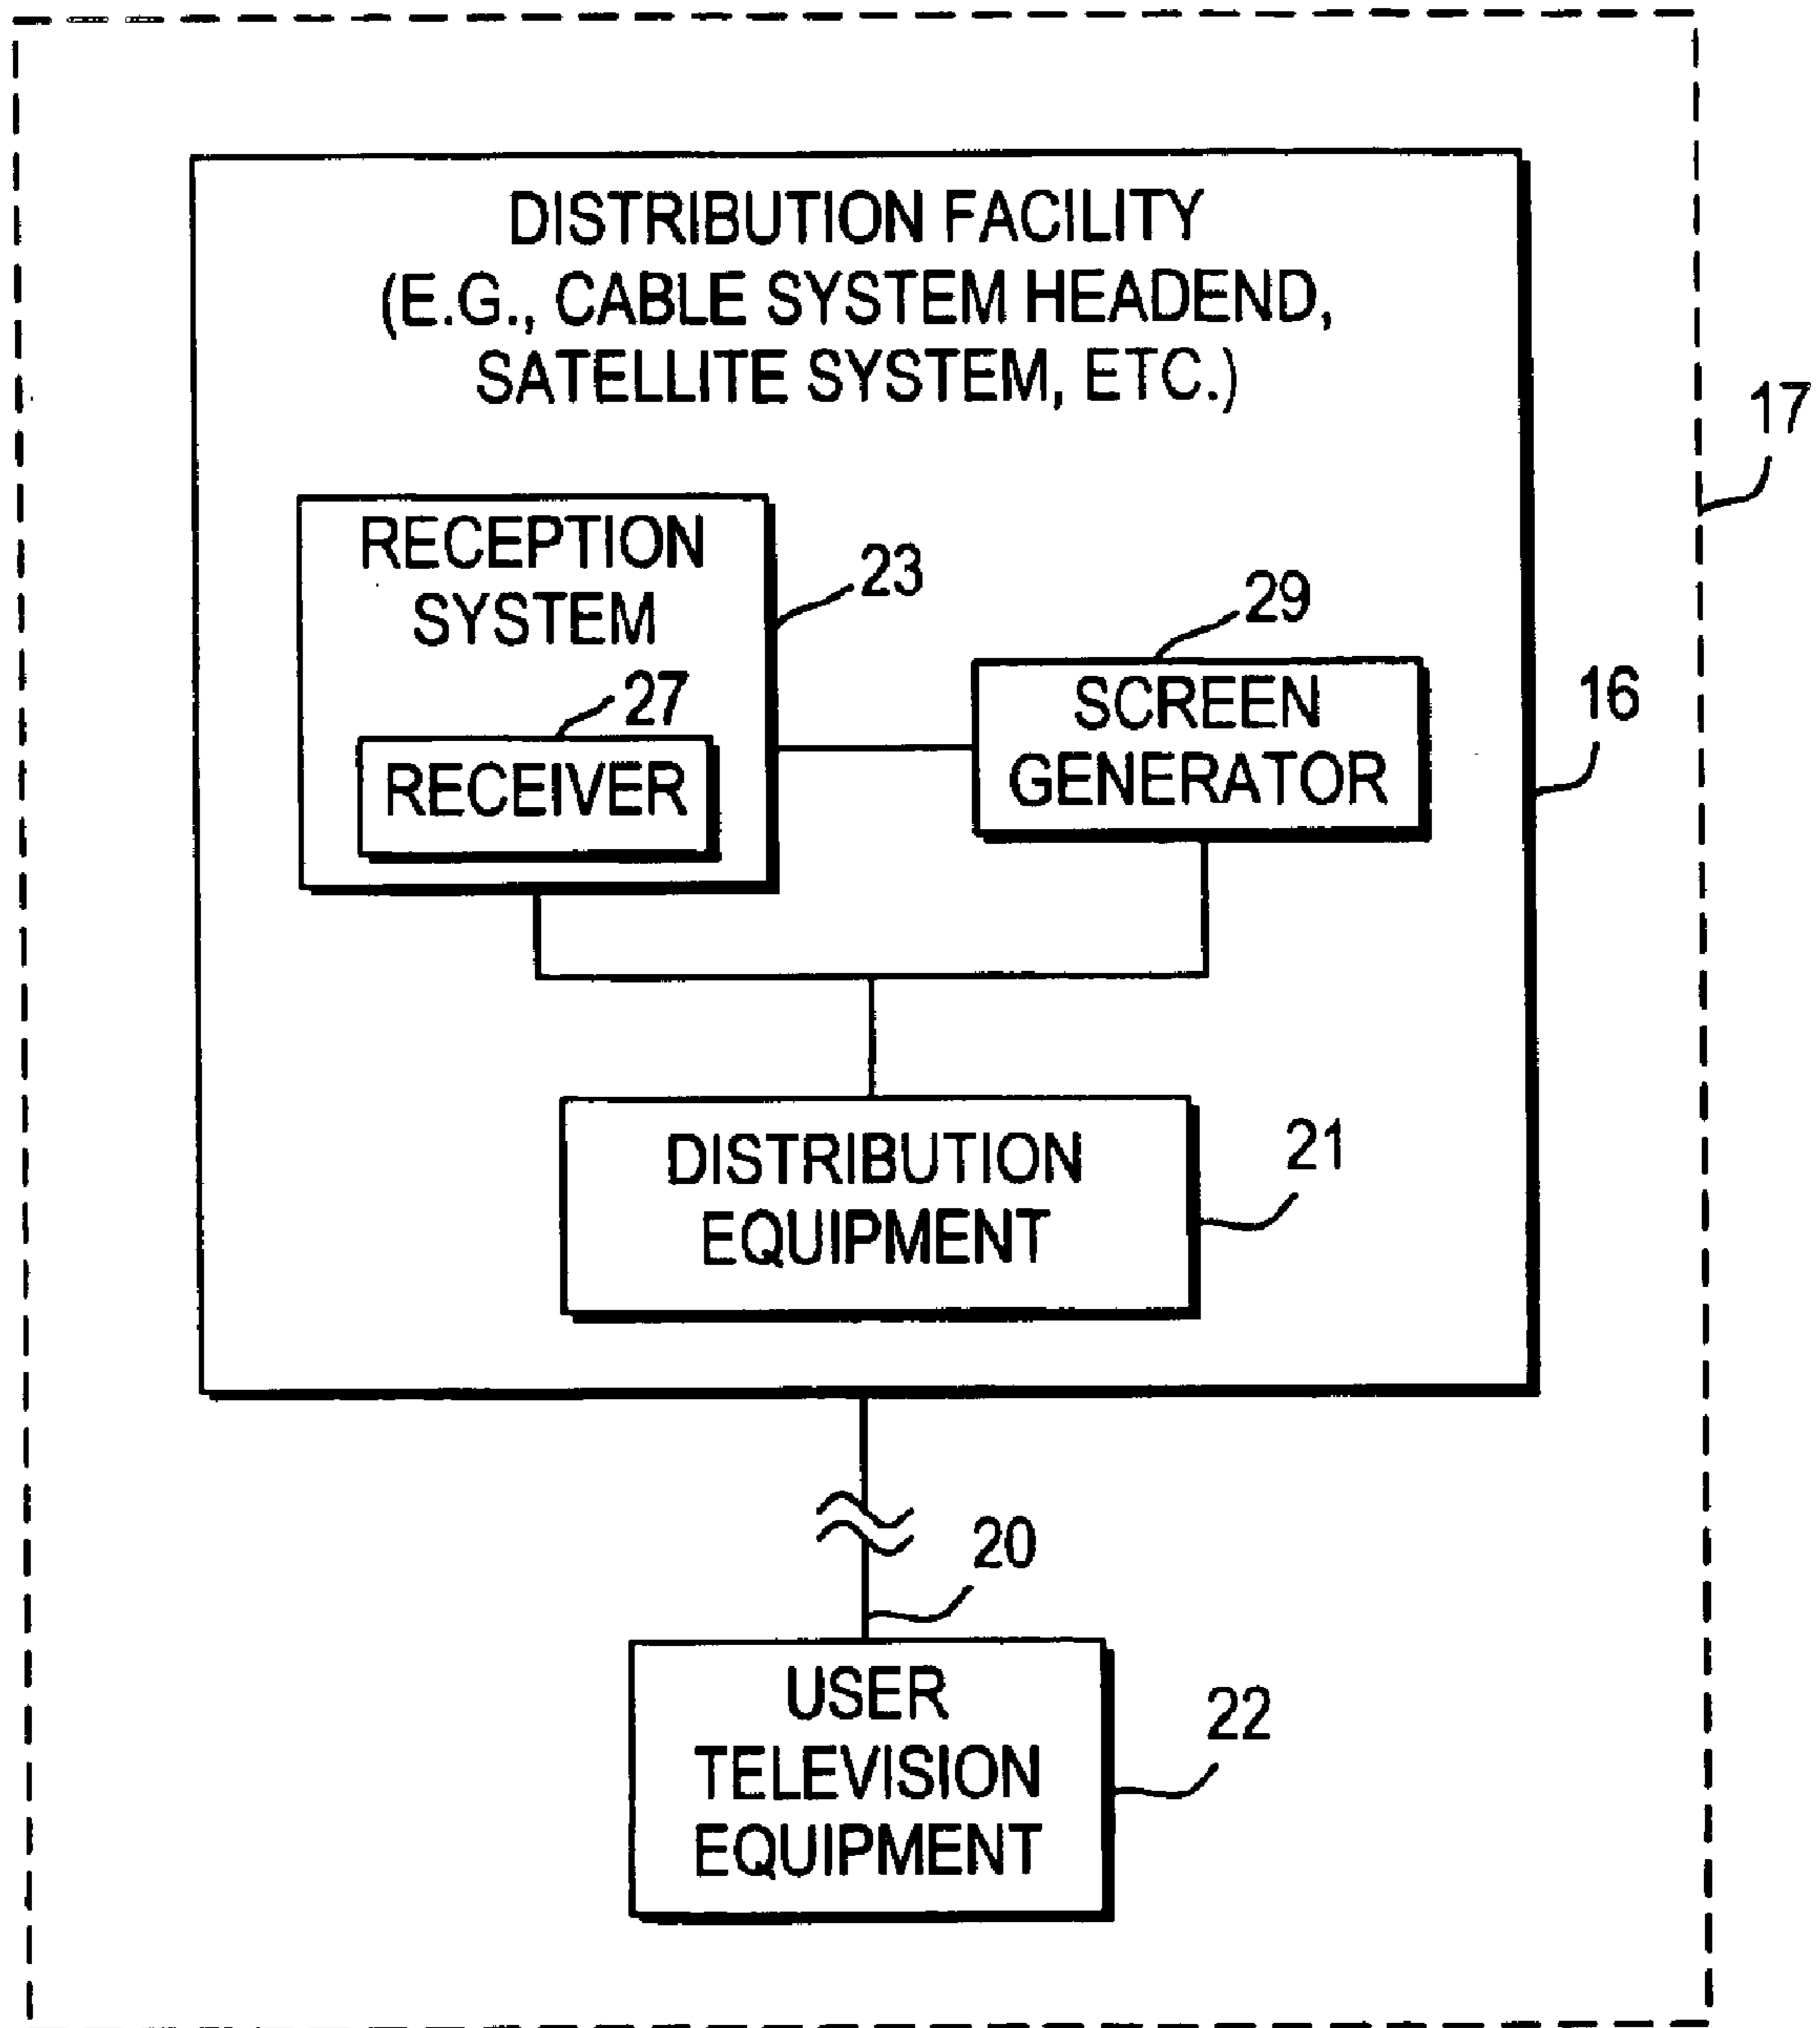 DISTRIBUTION FACILITY
(E.G., CABLE SYSTEM HEADEND,
SATELLITE SYSTEM, ETC.)
17
RECEPTION
SYSTEM
23
29
27
RECEIVER
SCREEN
GENERATOR
16
DISTRIBUTION
EQUIPMENT
21
20
USER
TELEVISION
EQUIPMENT
22